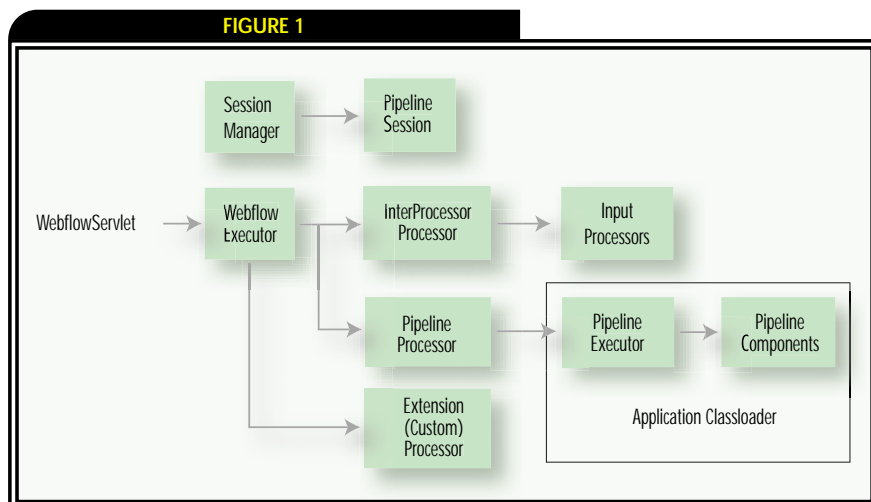 FIGURE 1
Session
Manager
Pipeline
Session
WebflowServlet
Webflow
Executor
InterProcessor
Processor
Input
Processors
Pipeline
Processor
Pipeline
Executor
Pipeline
Components
Extension
(Custom)
Processor
Application Classloader